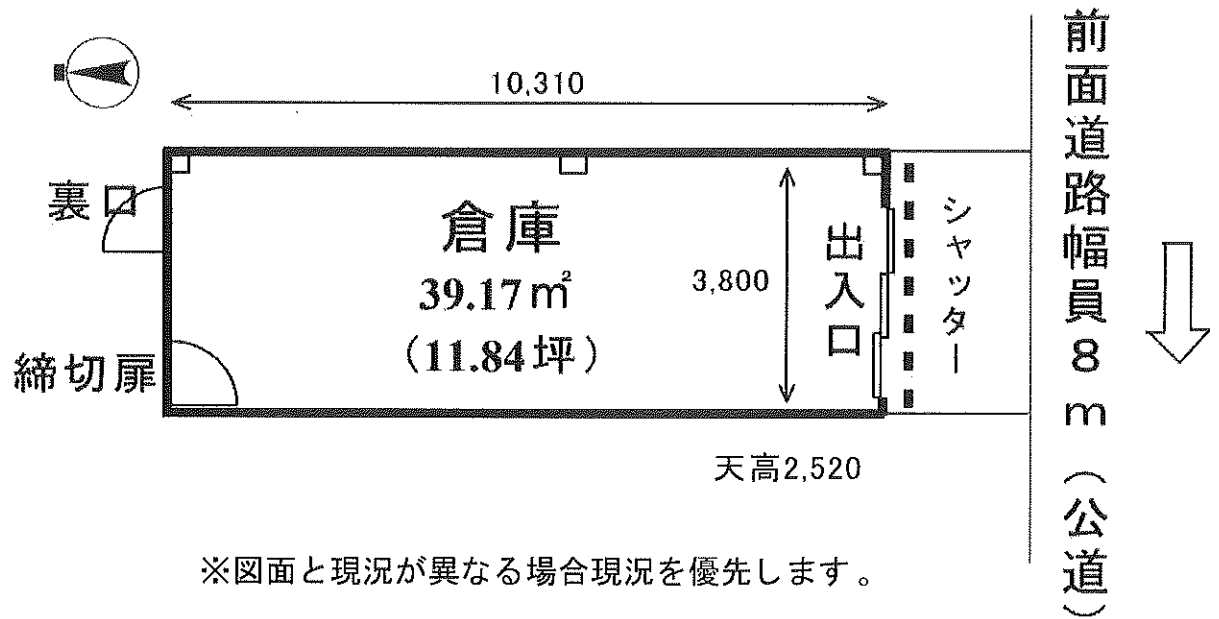 10,310
裏口
倉庫
39.17㎡
（11.84坪）
3,800
出入口
シャッター
締切扉
天高2,520
前面道路幅員8m（公道）
※図面と現況が異なる場合現況を優先します。